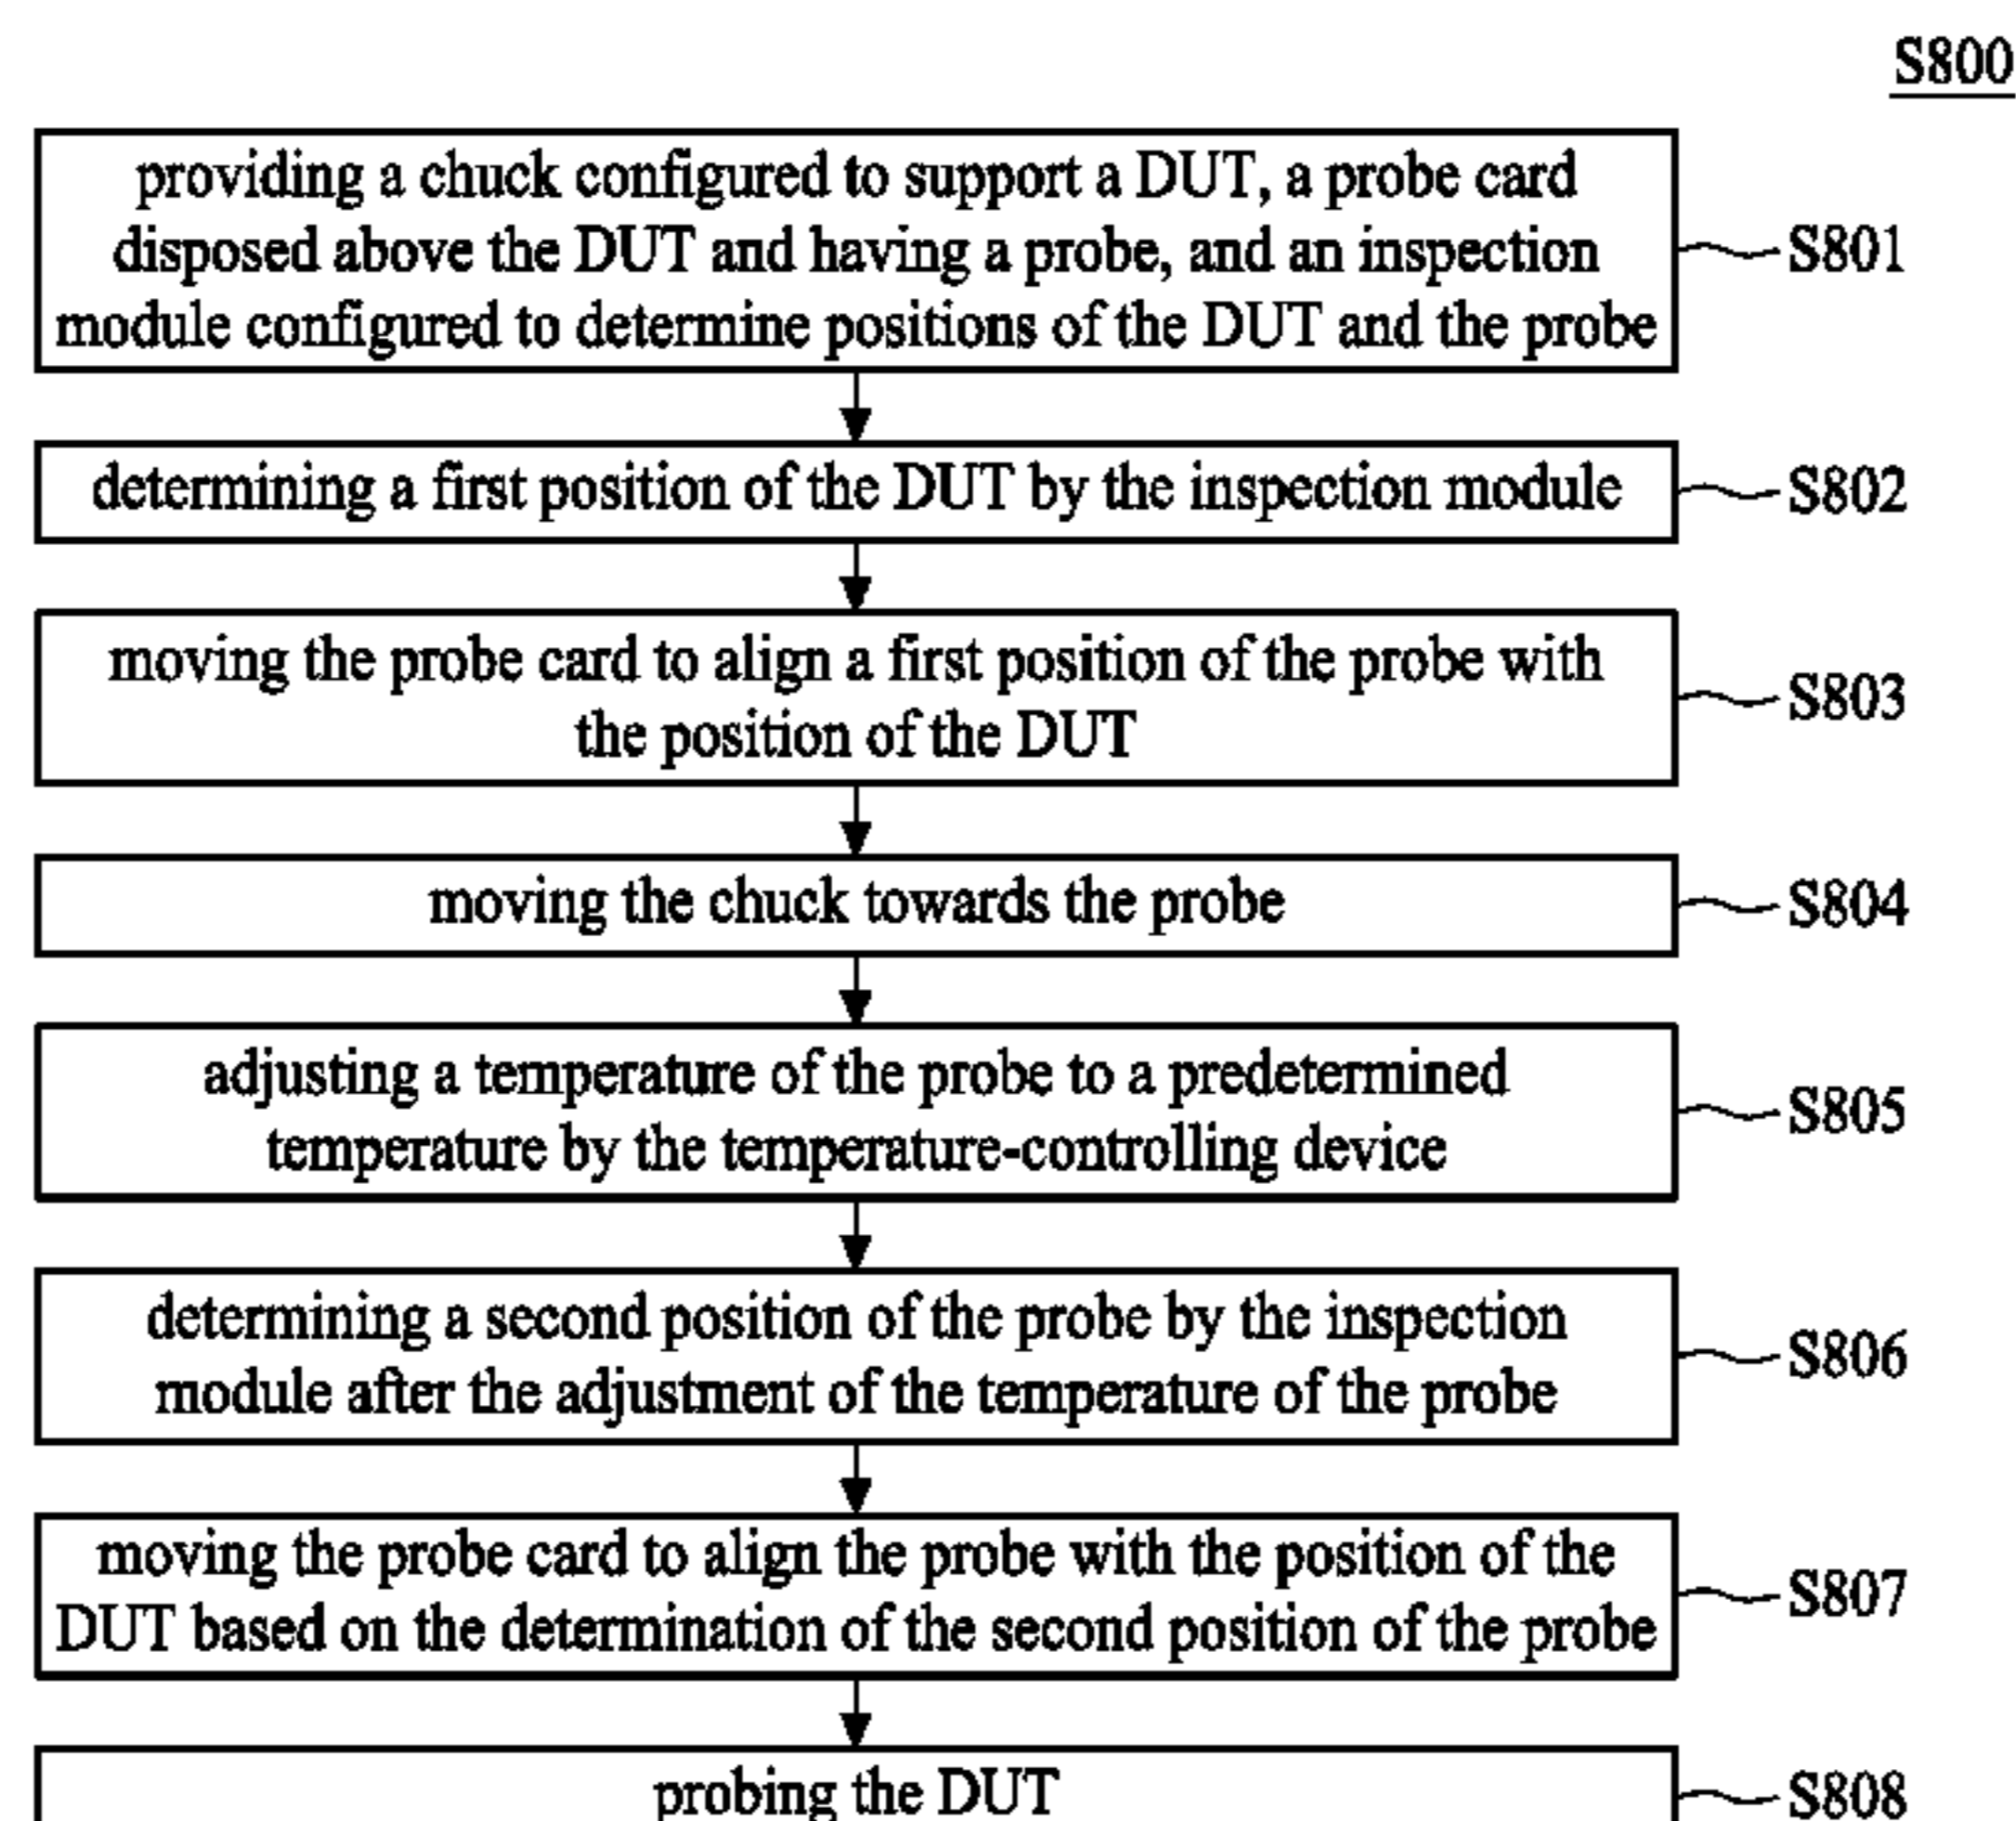 S800
providing a chuck configured to support a DUT, a probe card
disposed above the DUT and having a probe, and an inspection
module configured to determine positions of the DUT and the probe
S801
determining a first position of the DUT by the inspection module
S802
moving the probe card to align a first position of the probe with
the position of the DUT
S803
moving the chuck towards the probe
S804
adjusting a temperature of the probe to a predetermined
temperature by the temperature-controlling device
S805
determining a second position of the probe by the inspection
module after the adjustment of the temperature of the probe
S806
moving the probe card to align the probe with the position of the
DUT based on the determination of the second position of the probe
S807
probing the DUT
S808